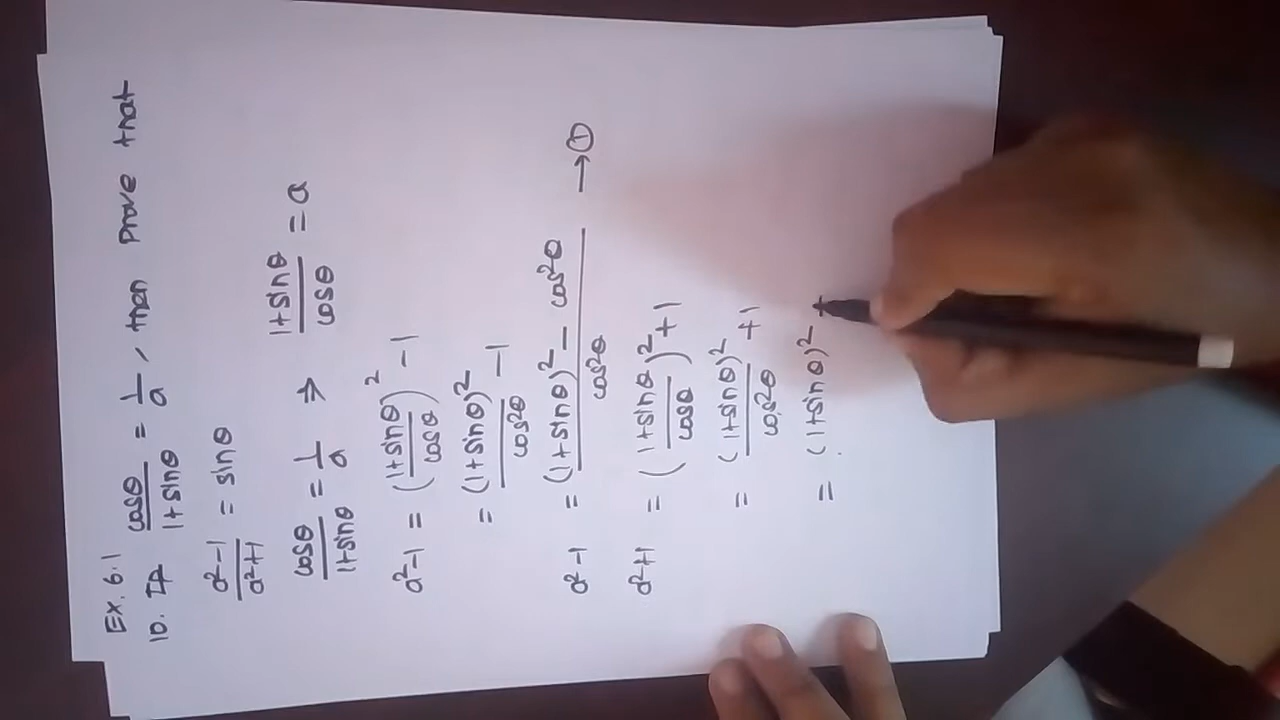 Ex. 6.1
10. If cosθ/1+sinθ = 1/a, then prove that
a²-1/a²+1 = sinθ
cosθ/1+sinθ = 1/a ⇒ 1+sinθ/cosθ = a
a²-1 = (1+sinθ/cosθ)² -1
= (1+sinθ)²/cos²θ -1
a²-1 = (1+sinθ)² - cos²θ/cos²θ → ①
a²+1 = (1+sinθ/cosθ)² +1
= (1+sinθ)²/cos²θ +1
= (1+sinθ)² +